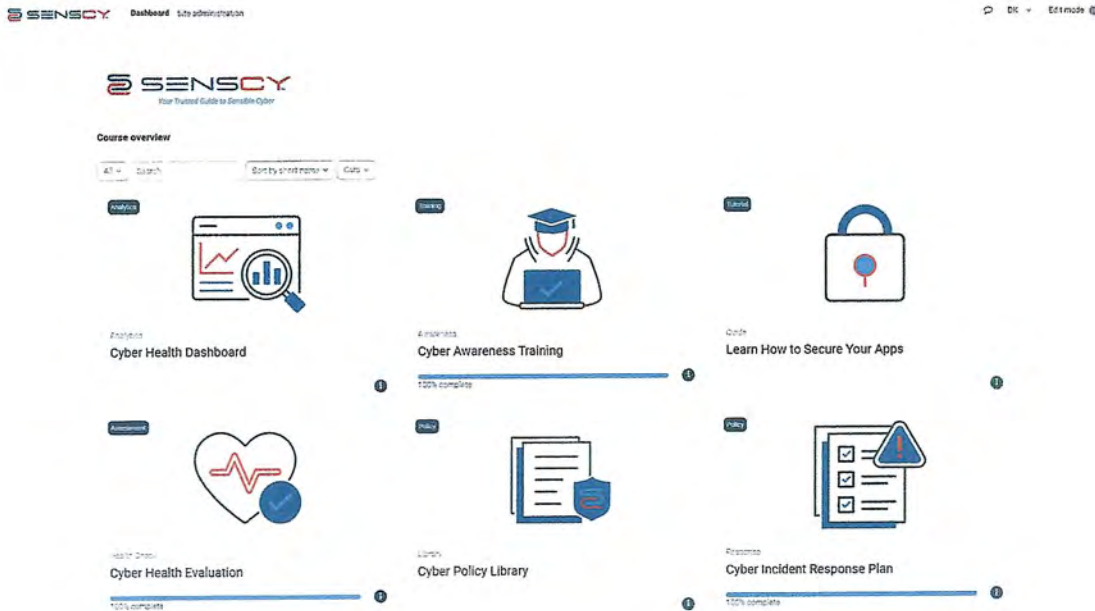 SENSCY Dashboard Site administration DK Edit mode
SENSCY
Your Trusted Guide to Sensible Cyber
Course overview
All Search Sort by short name Card
Analytics Training Tutorial
Analytics Awareness Guide
Cyber Health Dashboard Cyber Awareness Training Learn How to Secure Your Apps
100% complete
Assessment Policy Policy
Health Check Library Response
Cyber Health Evaluation Cyber Policy Library Cyber Incident Response Plan
100% complete 100% complete